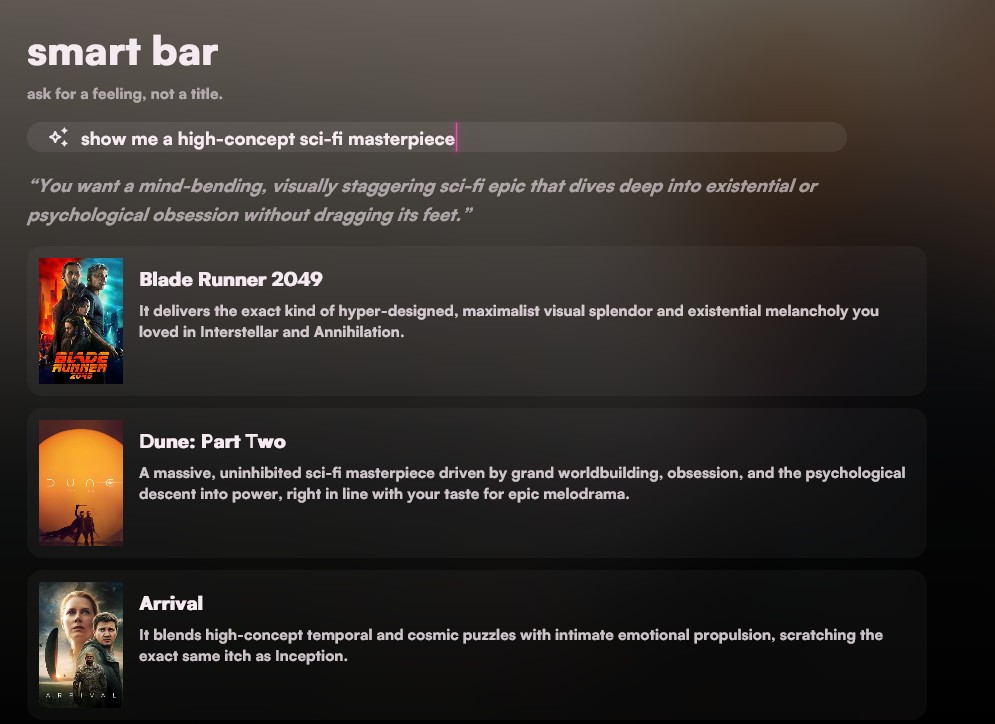 smart bar
ask for a feeling, not a title.
show me a high-concept sci-fi masterpiece
“You want a mind-bending, visually staggering sci-fi epic that dives deep into existential or
psychological obsession without dragging its feet.”
Blade Runner 2049
It delivers the exact kind of hyper-designed, maximalist visual splendor and existential melancholy you
loved in Interstellar and Annihilation.
BLADE
RUNNER
2049
Dune: Part Two
A massive, uninhibited sci-fi masterpiece driven by grand worldbuilding, obsession, and the psychological
descent into power, right in line with your taste for epic melodrama.
DUNE
Arrival
It blends high-concept temporal and cosmic puzzles with intimate emotional propulsion, scratching the
exact same itch as Inception.
ARRIVAL